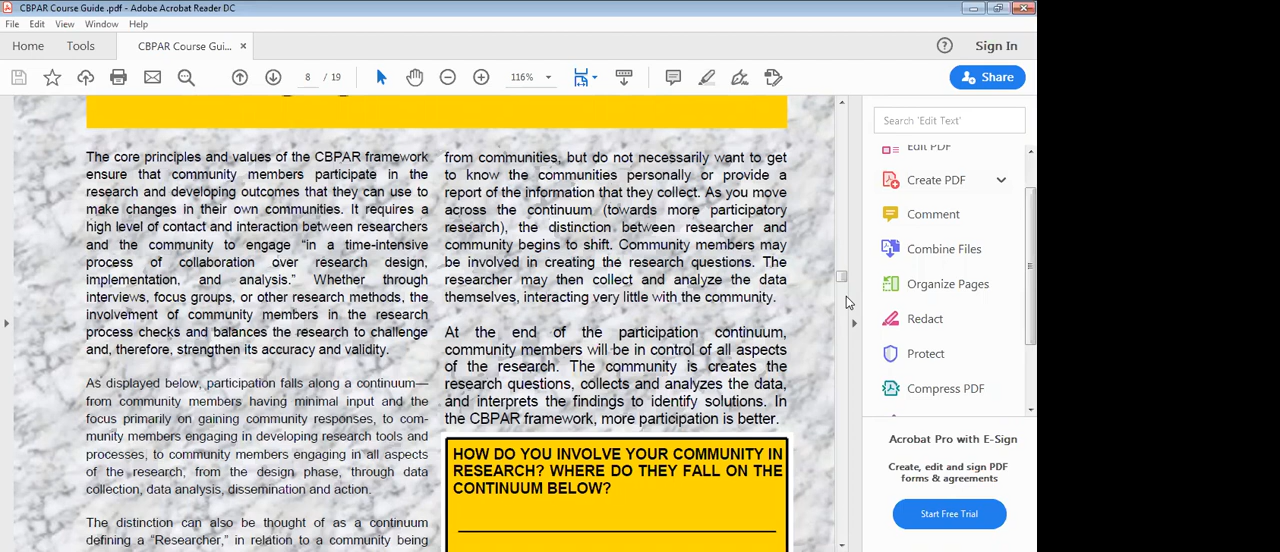 CBPAR Course Guide .pdf - Adobe Acrobat Reader DC
File Edit View Window Help
Home Tools CBPAR Course Gui... × Sign In
8 / 19 116% Share
The core principles and values of the CBPAR framework
ensure that community members participate in the
research and developing outcomes that they can use to
make changes in their own communities. It requires a
high level of contact and interaction between researchers
and the community to engage “in a time-intensive
process of collaboration over research design,
implementation, and analysis.” Whether through
interviews, focus groups, or other research methods, the
involvement of community members in the research
process checks and balances the research to challenge
and, therefore, strengthen its accuracy and validity.
As displayed below, participation falls along a continuum—
from community members having minimal input and the
focus primarily on gaining community responses, to com-
munity members engaging in developing research tools and
processes, to community members engaging in all aspects
of the research, from the design phase, through data
collection, data analysis, dissemination and action.
The distinction can also be thought of as a continuum
defining a “Researcher,” in relation to a community being
from communities, but do not necessarily want to get
to know the communities personally or provide a
report of the information that they collect. As you move
across the continuum (towards more participatory
research), the distinction between researcher and
community begins to shift. Community members may
be involved in creating the research questions. The
researcher may then collect and analyze the data
themselves, interacting very little with the community.
At the end of the participation continuum,
community members will be in control of all aspects
of the research. The community is creates the
research questions, collects and analyzes the data,
and interprets the findings to identify solutions. In
the CBPAR framework, more participation is better.
HOW DO YOU INVOLVE YOUR COMMUNITY IN
RESEARCH? WHERE DO THEY FALL ON THE
CONTINUUM BELOW?
Search 'Edit Text'
Edit PDF
Create PDF
Comment
Combine Files
Organize Pages
Redact
Protect
Compress PDF
Acrobat Pro with E-Sign
Create, edit and sign PDF
forms & agreements
Start Free Trial